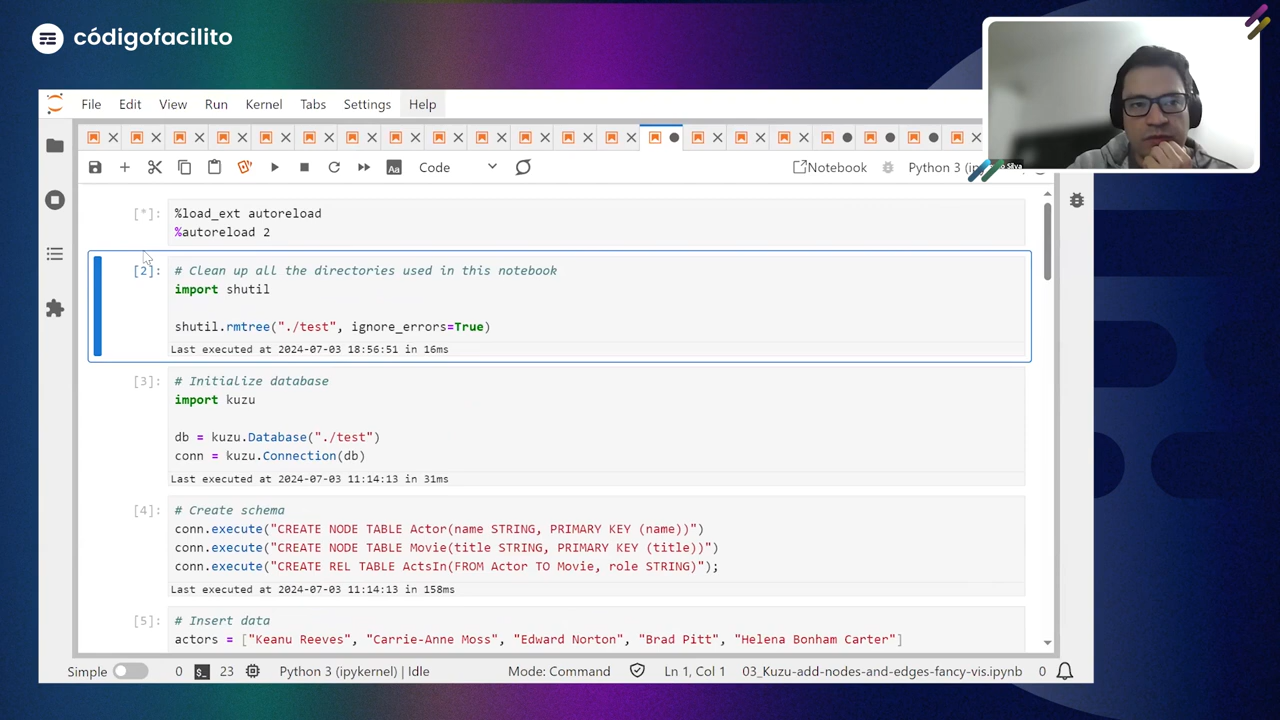 códigofacilito
File Edit View Run Kernel Tabs Settings Help
Code
Notebook
Python 3
Silva
[*]:
%load_ext autoreload
%autoreload 2
[2]:
# Clean up all the directories used in this notebook
import shutil
shutil.rmtree("./test", ignore_errors=True)
Last executed at 2024-07-03 18:56:51 in 16ms
[3]:
# Initialize database
import kuzu
db = kuzu.Database("./test")
conn = kuzu.Connection(db)
Last executed at 2024-07-03 11:14:13 in 31ms
[4]:
# Create schema
conn.execute("CREATE NODE TABLE Actor(name STRING, PRIMARY KEY (name))")
conn.execute("CREATE NODE TABLE Movie(title STRING, PRIMARY KEY (title))")
conn.execute("CREATE REL TABLE ActsIn(FROM Actor TO Movie, role STRING)");
Last executed at 2024-07-03 11:14:13 in 158ms
[5]:
# Insert data
actors = ["Keanu Reeves", "Carrie-Anne Moss", "Edward Norton", "Brad Pitt", "Helena Bonham Carter"]
Simple 0 23 Python 3 (ipykernel) | Idle Mode: Command Ln 1, Col 1 03_Kuzu-add-nodes-and-edges-fancy-vis.ipynb 0